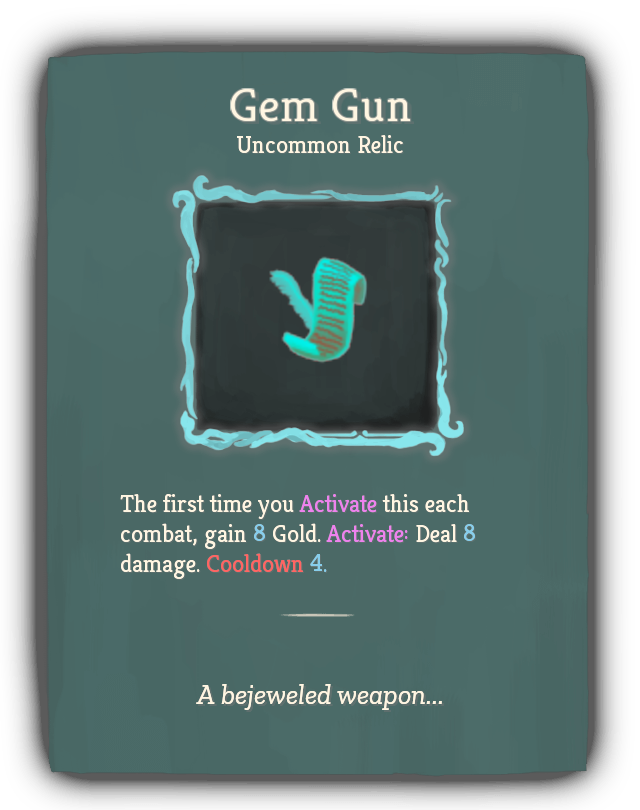 Gem Gun
Uncommon Relic
The first time you Activate this each
combat, gain 8 Gold. Activate: Deal 8
damage. Cooldown 4.
A bejeweled weapon...